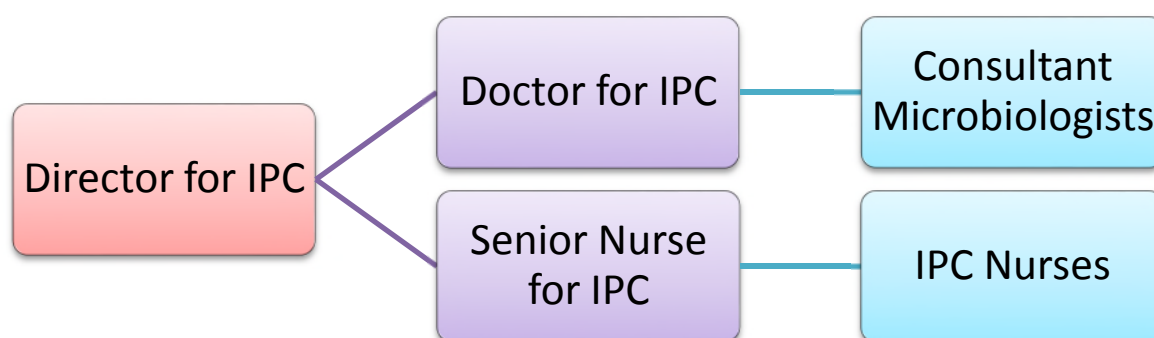 Director for IPC
Doctor for IPC
Consultant
Microbiologists
Senior Nurse
for IPC
IPC Nurses